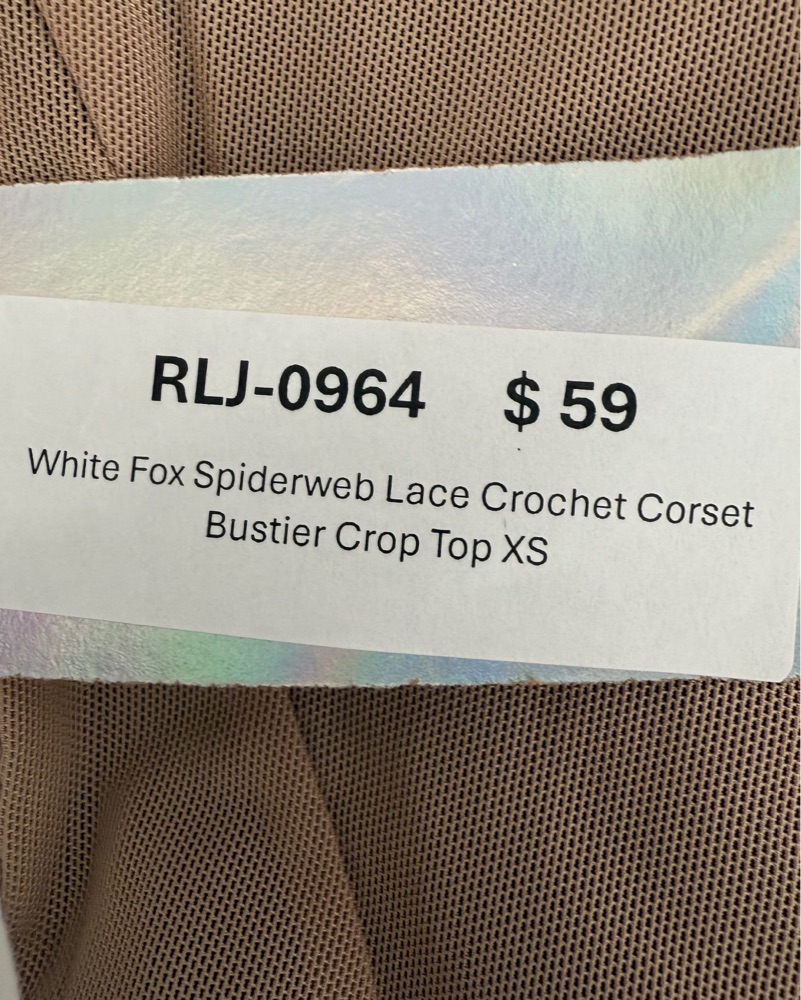 RLJ-0964 $ 59
White Fox Spiderweb Lace Crochet Corset
Bustier Crop Top XS